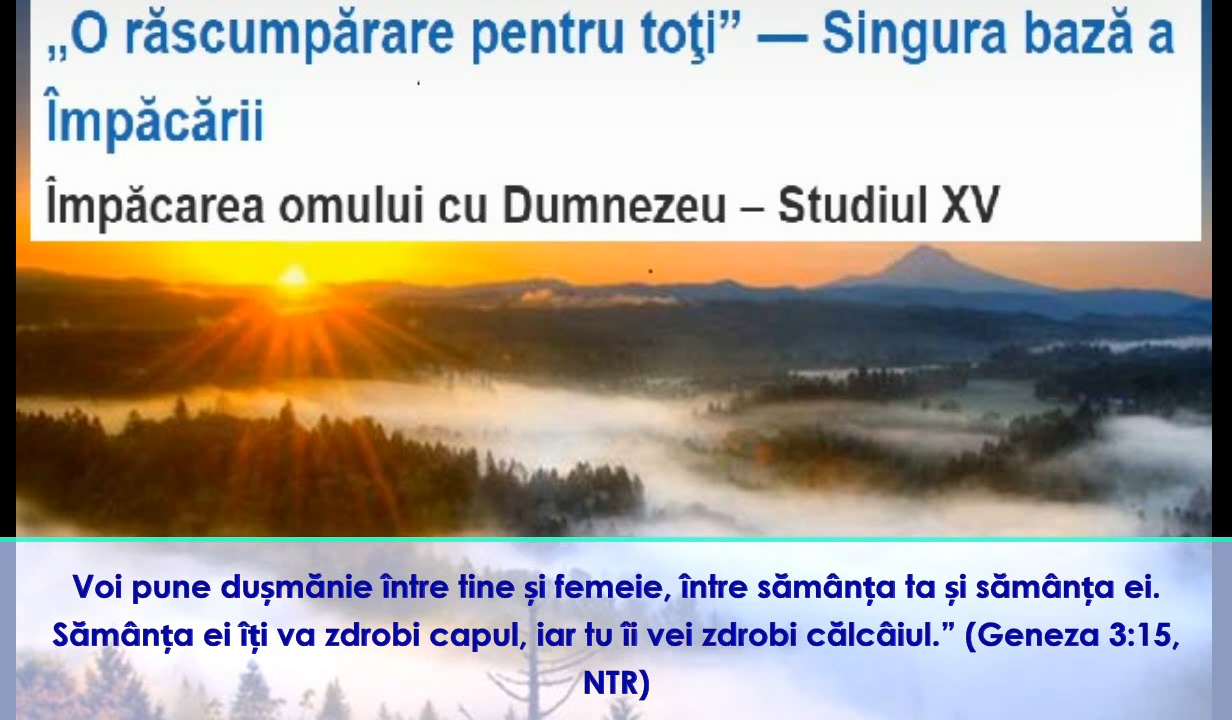 „O răscumpărare pentru toţi” — Singura bază a
Împăcării
Împăcarea omului cu Dumnezeu – Studiul XV
Voi pune dușmănie între tine și femeie, între sămânța ta și sămânța ei.
Sămânța ei îți va zdrobi capul, iar tu îi vei zdrobi călcâiul.” (Geneza 3:15,
NTR)